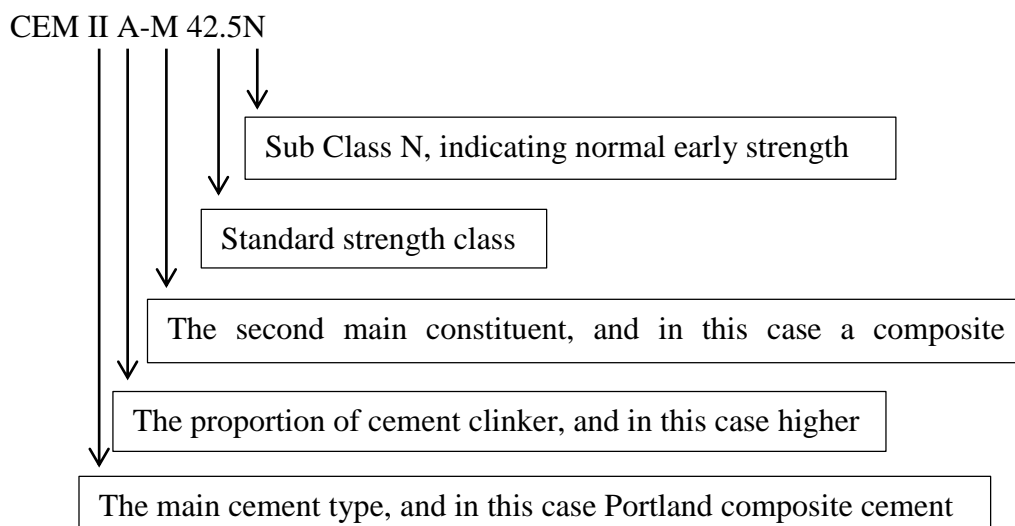 CEM II A-M 42.5N
Sub Class N, indicating normal early strength
Standard strength class
The second main constituent, and in this case a composite
The proportion of cement clinker, and in this case higher
The main cement type, and in this case Portland composite cement